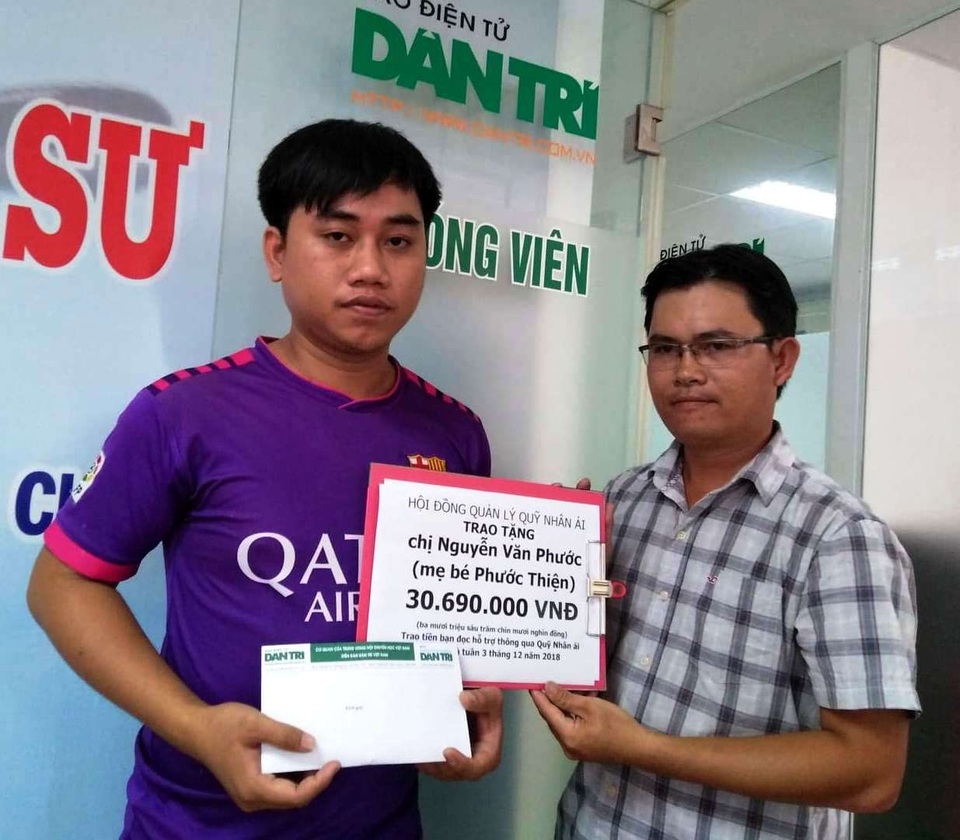 ĐIỆN TỬ
DÂN TRÍ
SƯ
ONG VIÊN
ĐIỆN TỬ
QAT
AIR
HỘI ĐỒNG QUẢN LÝ QUỸ NHÂN ÁI
TRAO TẶNG
chị Nguyễn Văn Phước
(mẹ bé Phước Thiện)
30.690.000 VNĐ
(ba mươi triệu sáu trăm chín mươi nghìn đồng)
Trao tiền bạn đọc hỗ trợ thông qua Quỹ Nhân ái
tuần 3 tháng 12 năm 2018
DÂN TRÍ
DÂN TRÍ